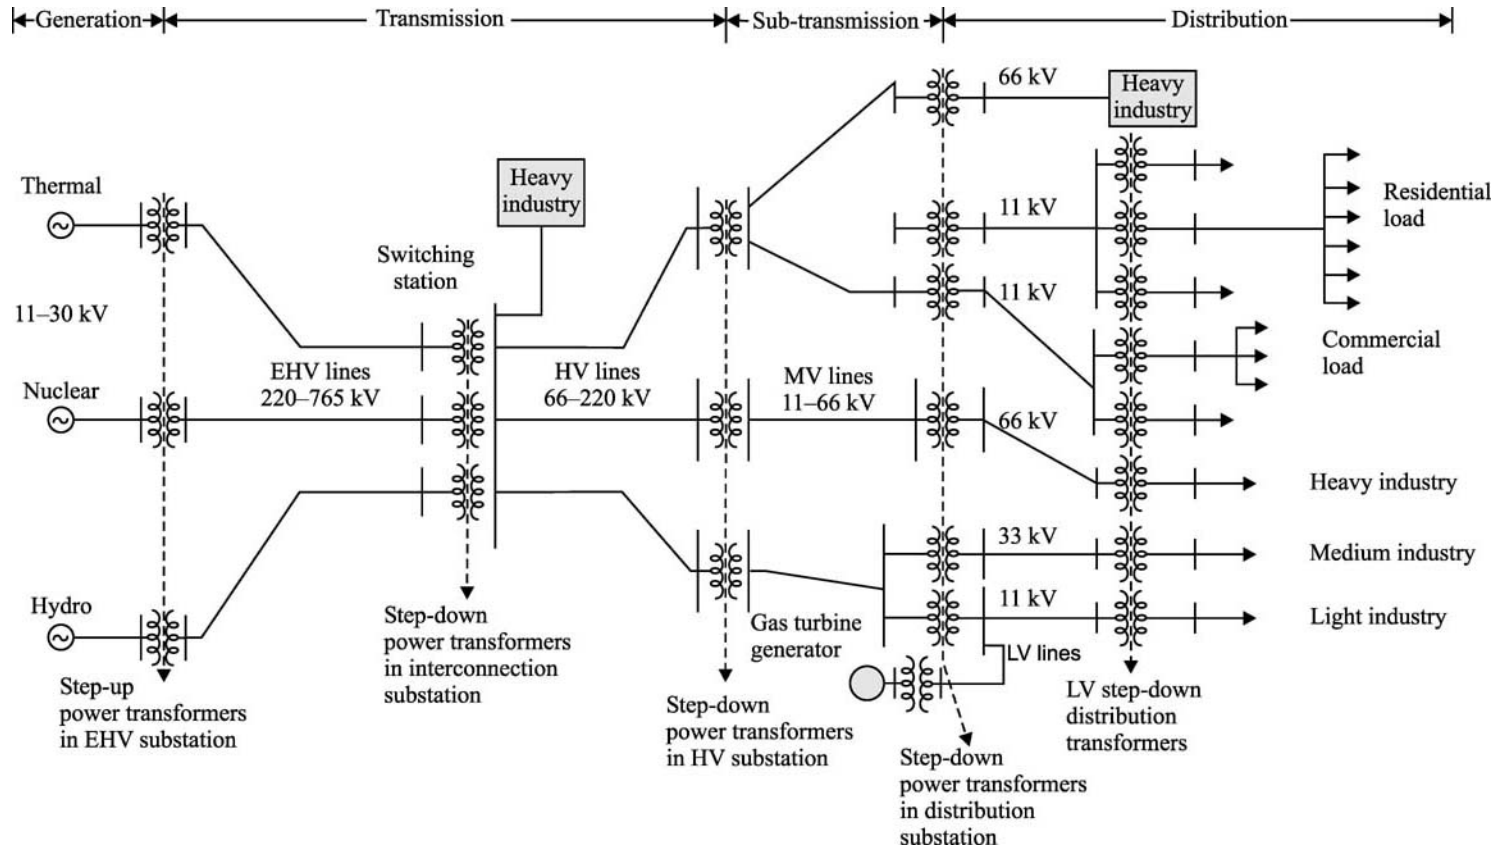 Generation
Transmission
Sub-transmission
Distribution
66 kV
Heavy
industry
Thermal
Heavy
industry
11 kV
Residential
load
Switching
station
11–30 kV
11 kV
Commercial
load
EHV lines
220–765 kV
HV lines
66–220 kV
MV lines
11–66 kV
Nuclear
66 kV
Heavy industry
33 kV
Medium industry
Hydro
Step-down
power transformers
in interconnection
substation
Gas turbine
generator
11 kV
Light industry
LV lines
Step-up
power transformers
in EHV substation
Step-down
power transformers
in HV substation
LV step-down
distribution
transformers
Step-down
power transformers
in distribution
substation